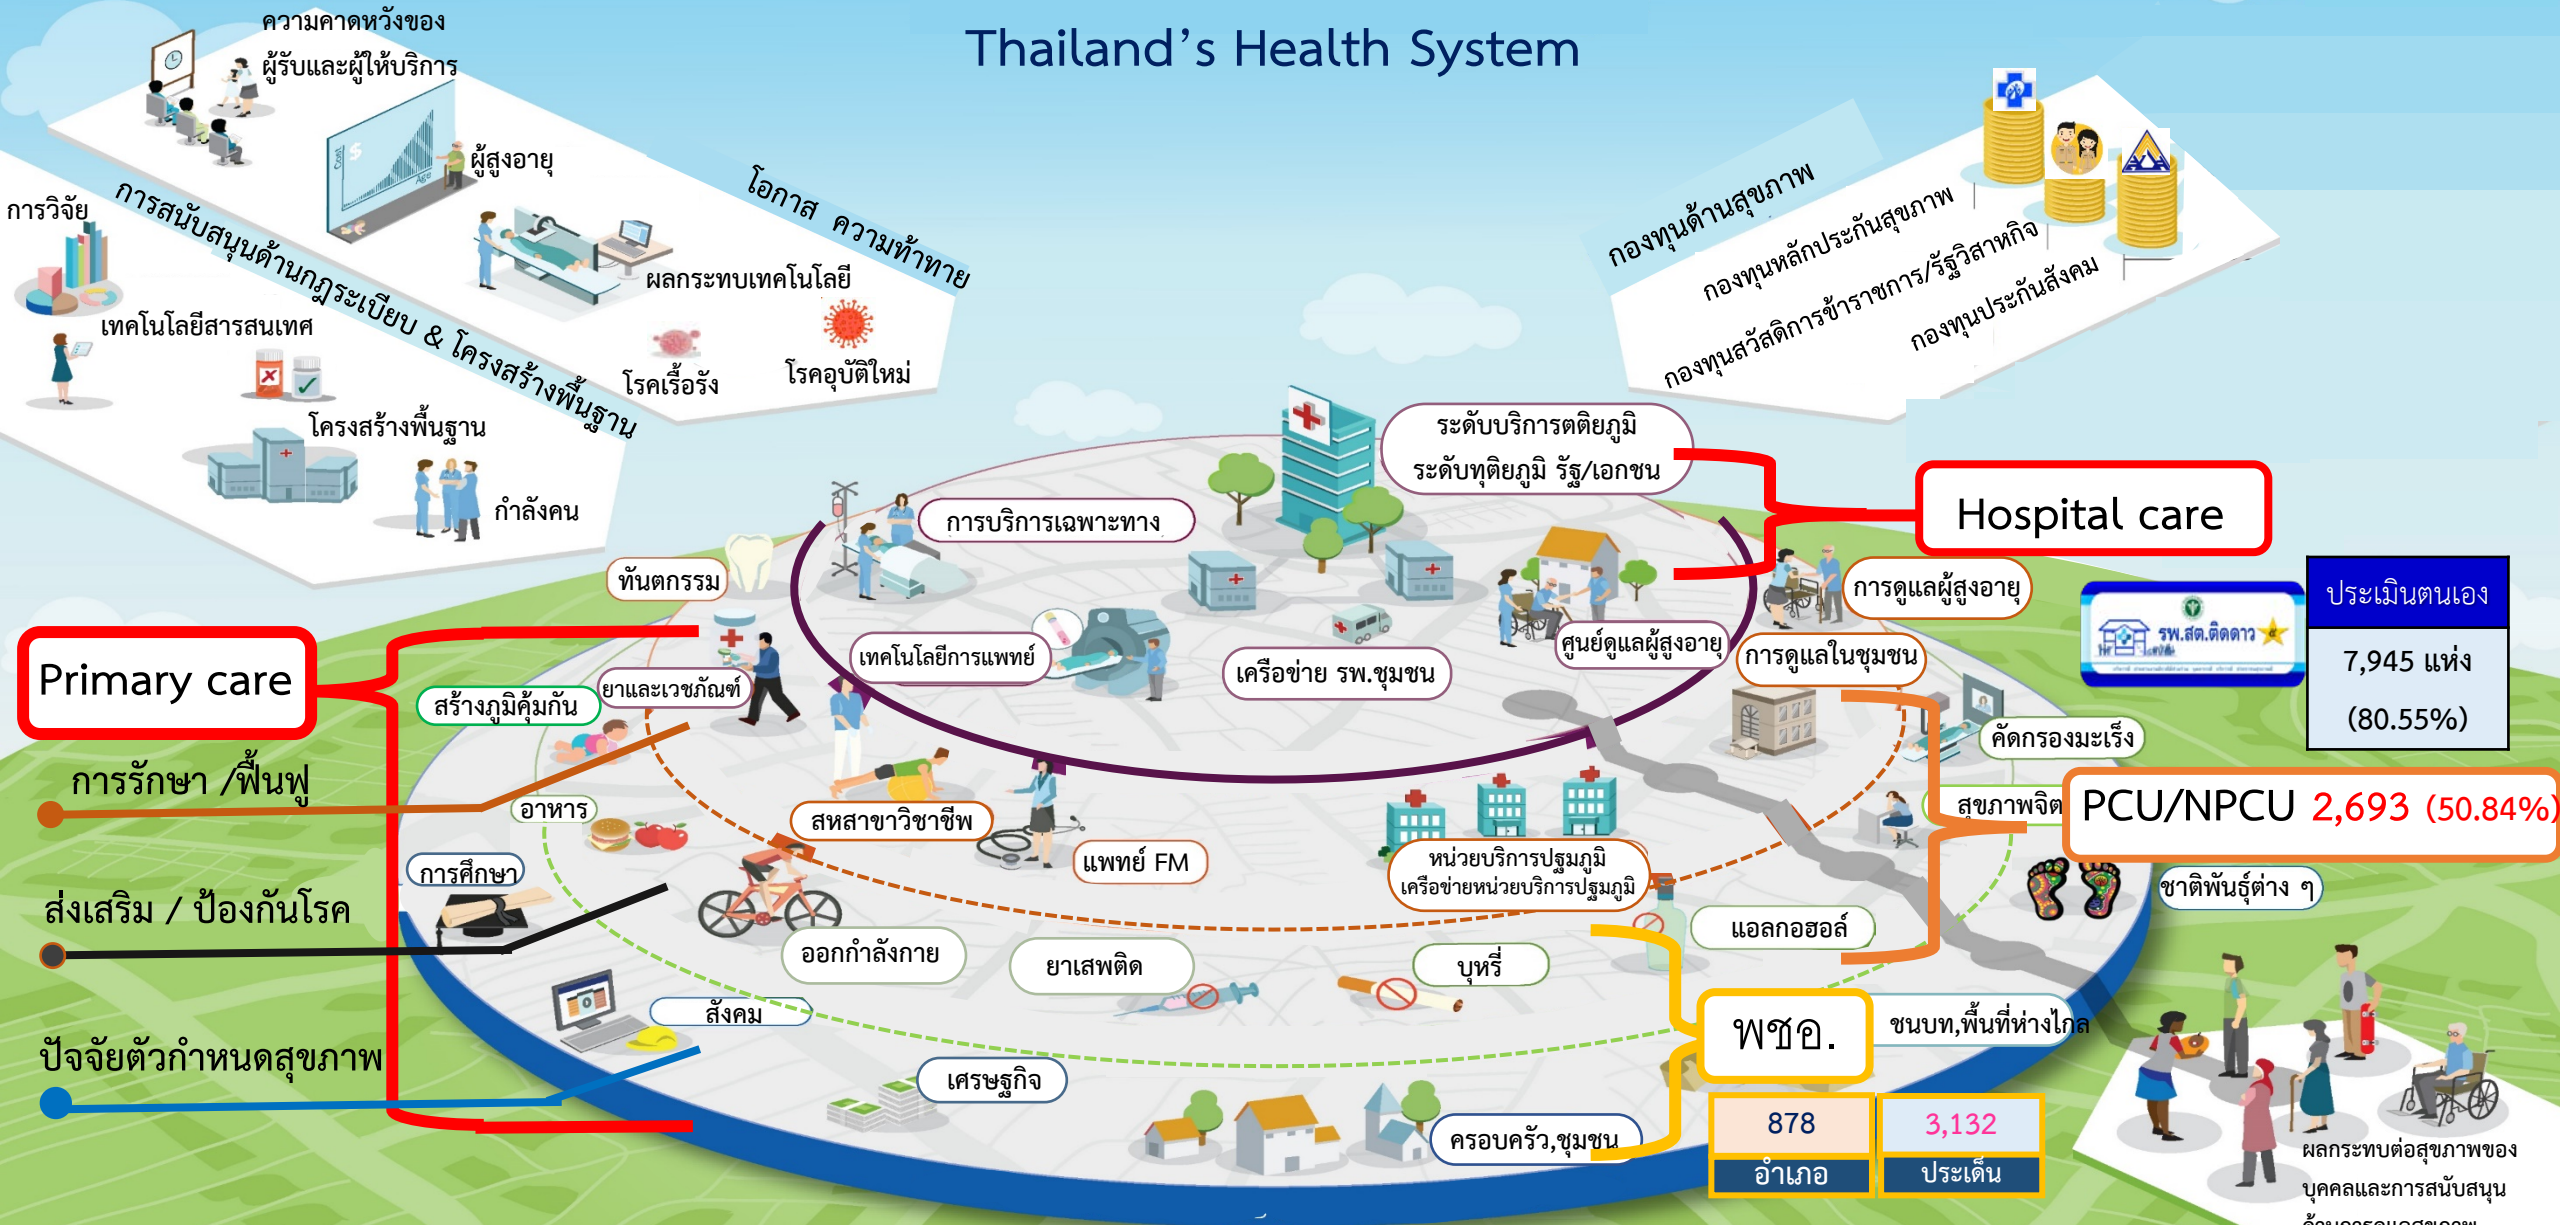 Thailand’s Health System
ความคาดหวังของ
ผู้รับและผู้ให้บริการ
Cost
$
Age
ผู้สูงอายุ
ผลกระทบเทคโนโลยี
โรคเรื้อรัง
โรคอุบัติใหม่
โอกาส ความท้าทาย
การวิจัย
เทคโนโลยีสารสนเทศ
โครงสร้างพื้นฐาน
กำลังคน
การสนับสนุนด้านกฎระเบียบ & โครงสร้างพื้นฐาน
กองทุนด้านสุขภาพ
กองทุนหลักประกันสุขภาพ
กองทุนสวัสดิการข้าราชการ/รัฐวิสาหกิจ
กองทุนประกันสังคม
ระดับบริการตติยภูมิ
ระดับทุติยภูมิ รัฐ/เอกชน
Hospital care
การบริการเฉพาะทาง
ทันตกรรม
การดูแลผู้สูงอายุ
ประเมินตนเอง
7,945 แห่ง
(80.55%)
รพ.สต.ติดดาว
Primary care
เทคโนโลยีการแพทย์
เครือข่าย รพ.ชุมชน
ศูนย์ดูแลผู้สูงอายุ
การดูแลในชุมชน
สร้างภูมิคุ้มกัน
ยาและเวชภัณฑ์
คัดกรองมะเร็ง
การรักษา /ฟื้นฟู
อาหาร
สหสาขาวิชาชีพ
แพทย์ FM
หน่วยบริการปฐมภูมิ
เครือข่ายหน่วยบริการปฐมภูมิ
สุขภาพจิต
PCU/NPCU 2,693 (50.84%)
การศึกษา
ชาติพันธุ์ต่าง ๆ
ส่งเสริม / ป้องกันโรค
ออกกำลังกาย
ยาเสพติด
บุหรี่
แอลกอฮอล์
สังคม
พชอ.
ชนบท,พื้นที่ห่างไกล
ปัจจัยตัวกำหนดสุขภาพ
เศรษฐกิจ
ครอบครัว,ชุมชน
878
3,132
อำเภอ
ประเด็น
ผลกระทบต่อสุขภาพของ
บุคคลและการสนับสนุน
ด้านการดูแลสุขภาพ